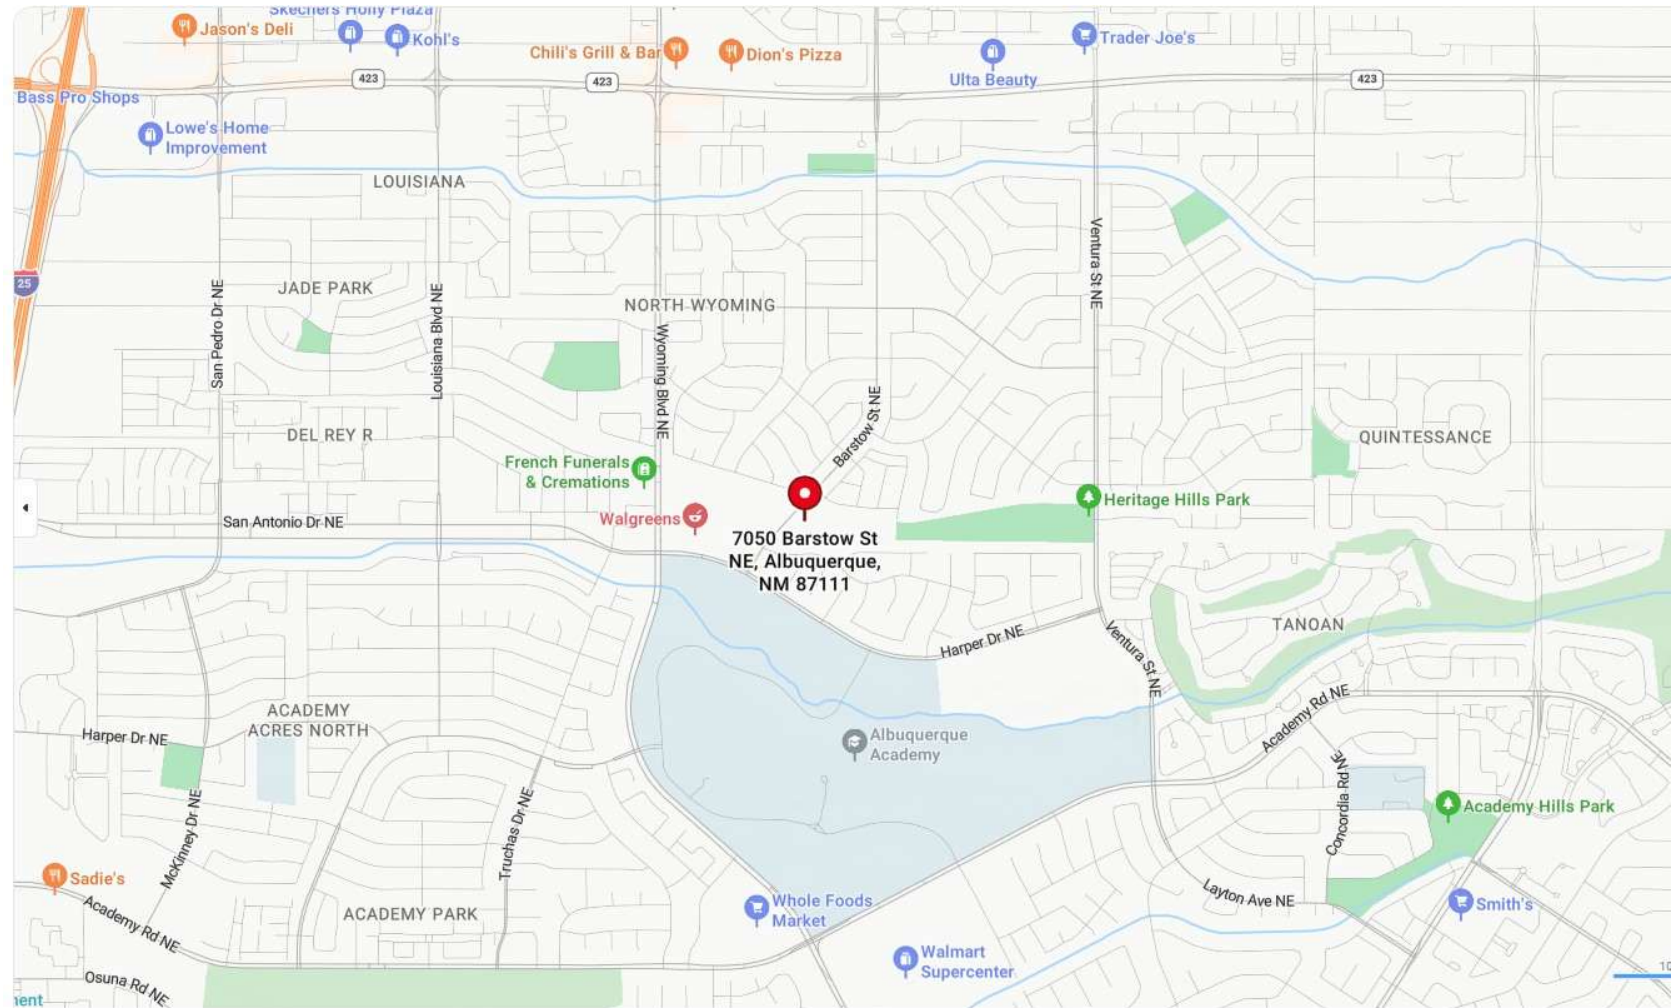 Skechers Holly Plaza
Jason's Deli
Kohl's
Chili's Grill & Bar
Dion's Pizza
Trader Joe's
Ulta Beauty
423
423
423
Bass Pro Shops
Lowe's Home
Improvement
LOUISIANA
Ventura St NE
25
San Pedro Dr NE
JADE PARK
Louisiana Blvd NE
NORTH WYOMING
Wyoming Blvd NE
Barstow St NE
DEL REY R
QUINTESSANCE
French Funerals
& Cremations
Heritage Hills Park
San Antonio Dr NE
Walgreens
7050 Barstow St
NE, Albuquerque,
NM 87111
TANOAN
Harper Dr NE
Ventura St NE
Academy Rd NE
ACADEMY
ACRES NORTH
Harper Dr NE
Albuquerque
Academy
Concordia Rd NE
Academy Hills Park
McKinney Dr NE
Truchas Dr NE
Sadie's
Academy Rd NE
ACADEMY PARK
Whole Foods
Market
Layton Ave NE
Smith's
Walmart
Supercenter
Osuna Rd NE
10